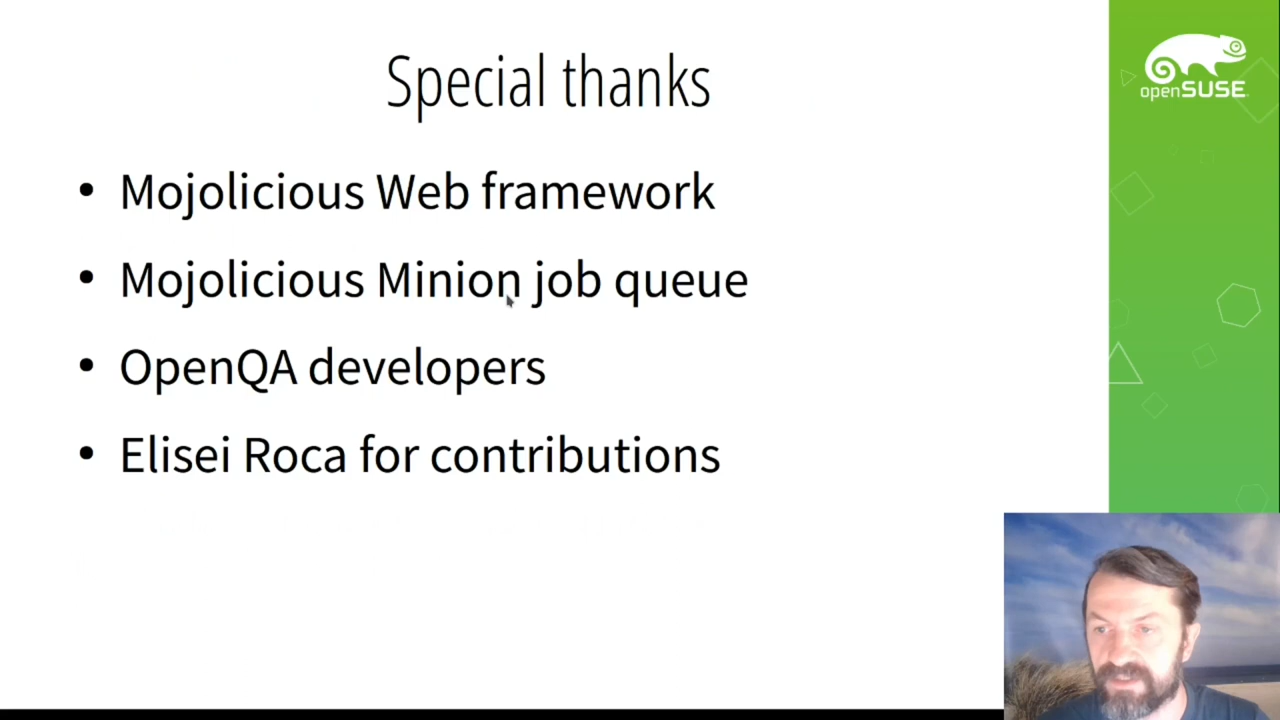 Special thanks
openSUSE
• Mojolicious Web framework
• Mojolicious Minion job queue
• OpenQA developers
• Elisei Roca for contributions